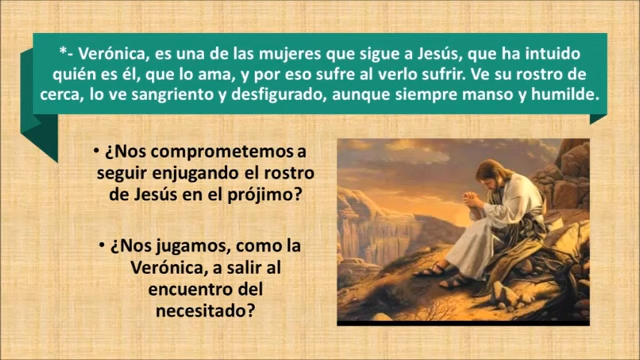 *- Verónica, es una de las mujeres que sigue a Jesús, que ha intuido
quién es él, que lo ama, y por eso sufre al verlo sufrir. Ve su rostro de
cerca, lo ve sangriento y desfigurado, aunque siempre manso y humilde.
• ¿Nos comprometemos a
seguir enjugando el rostro
de Jesús en el prójimo?
• ¿Nos jugamos, como la
Verónica, a salir al
encuentro del
necesitado?